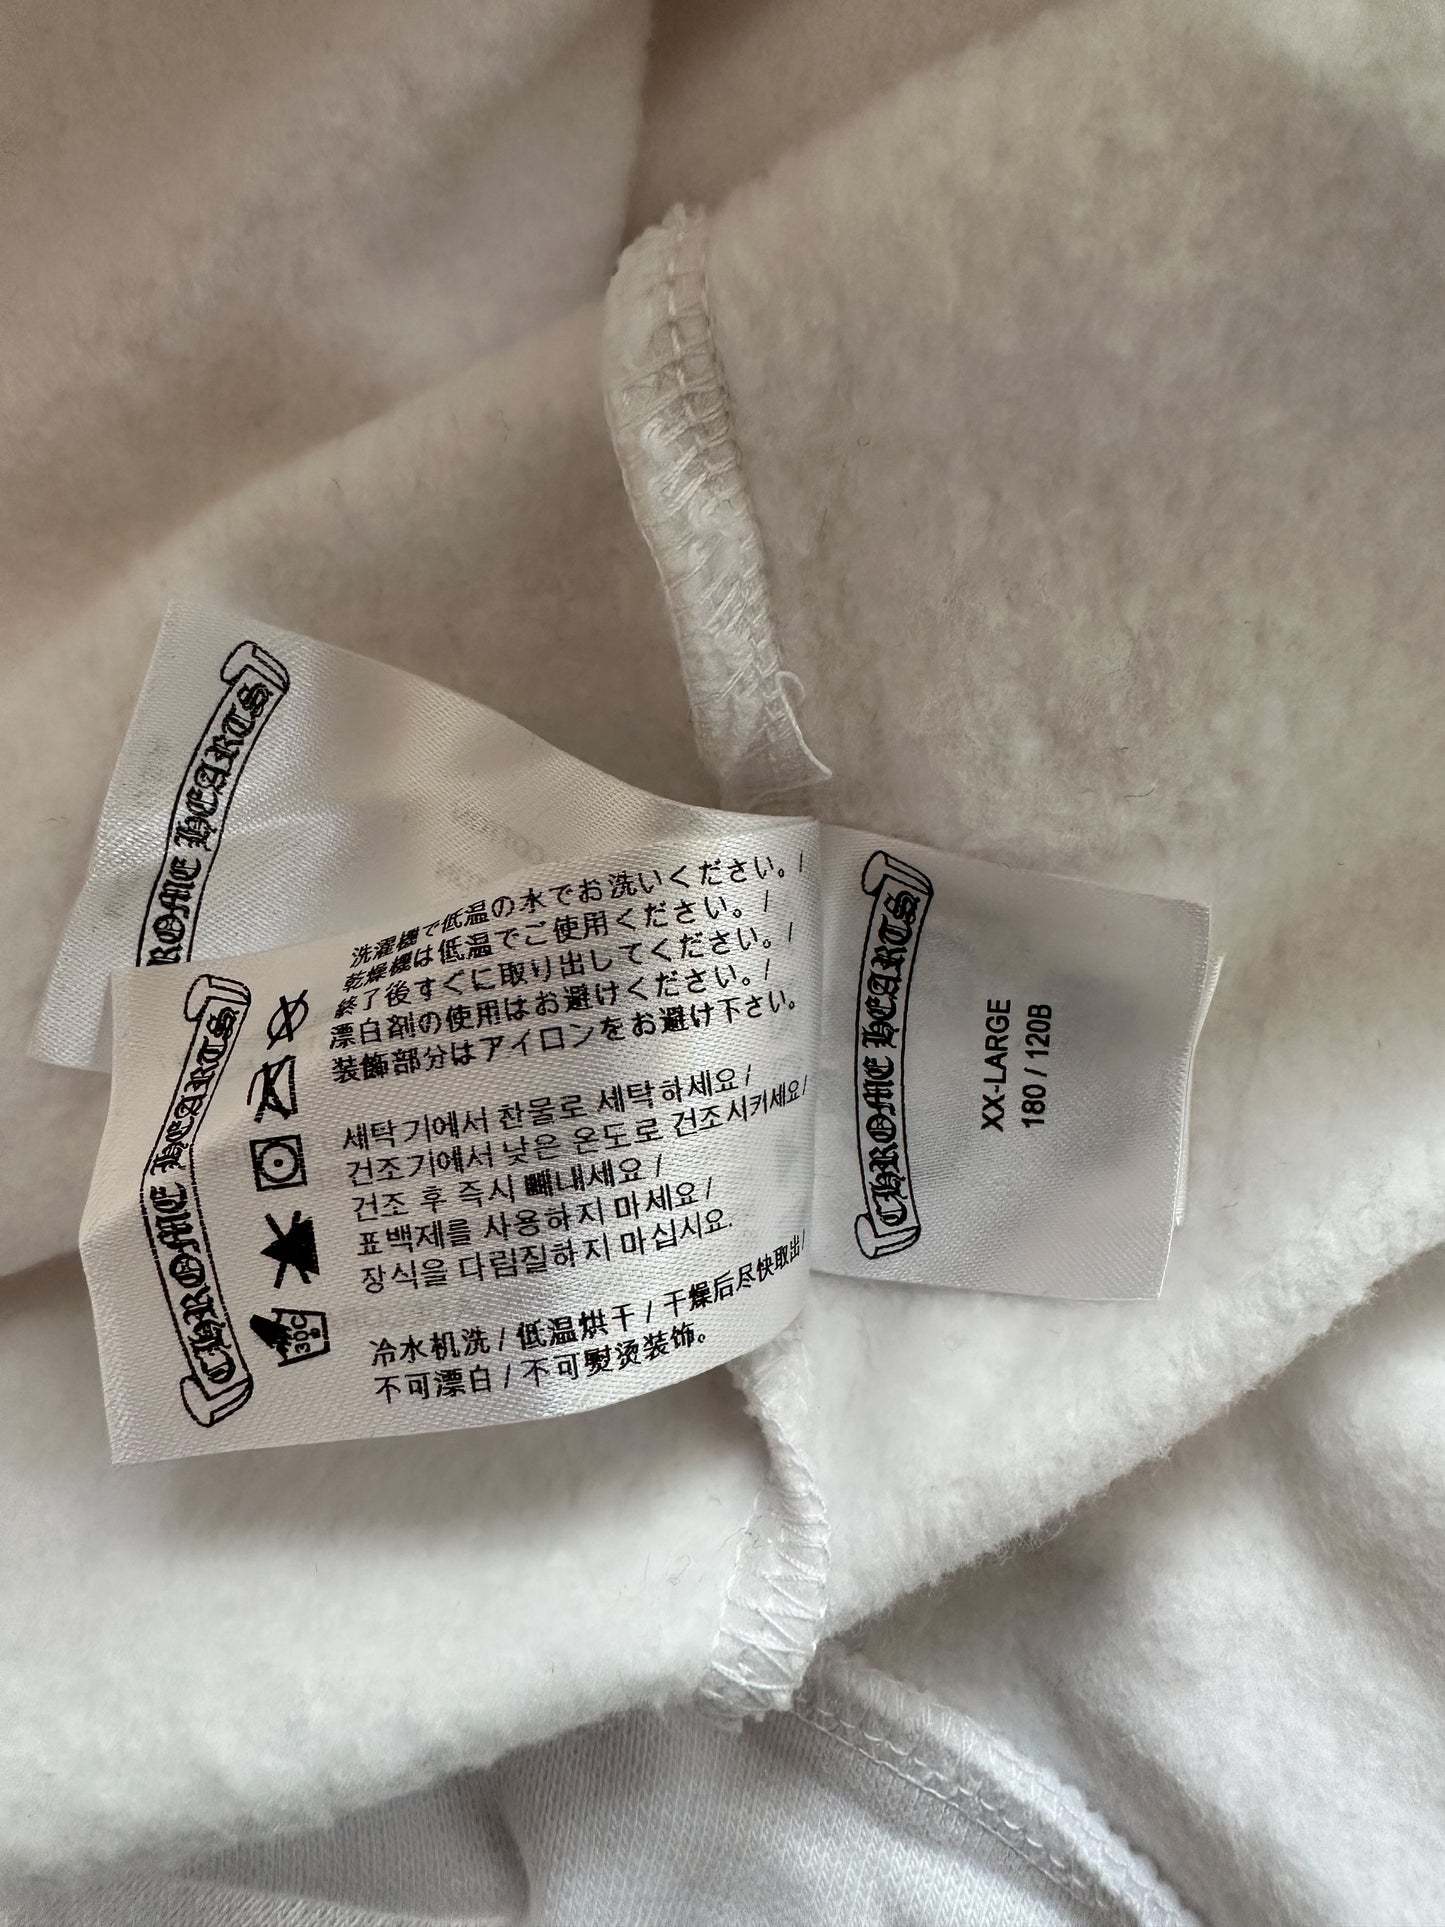 CHROME HEARTS
CHROME HEARTS
洗濯機で低温の水でお洗いください。/
乾燥機は低温でご使用ください。/
終了後すぐに取り出してください。/
漂白剤の使用はお避けください。/
装飾部分はアイロンをお避け下さい。
세탁기에서 찬물로 세탁하세요/
건조기에서 낮은 온도로 건조시키세요/
건조 후 즉시 빼내세요/
표백제를 사용하지 마세요/
장식을 다림질하지 마십시요.
冷水机洗/低温烘干/干燥后尽快取出/
不可漂白/不可熨烫装饰。
30C
CHROME HEARTS
XX-LARGE
180 / 120B